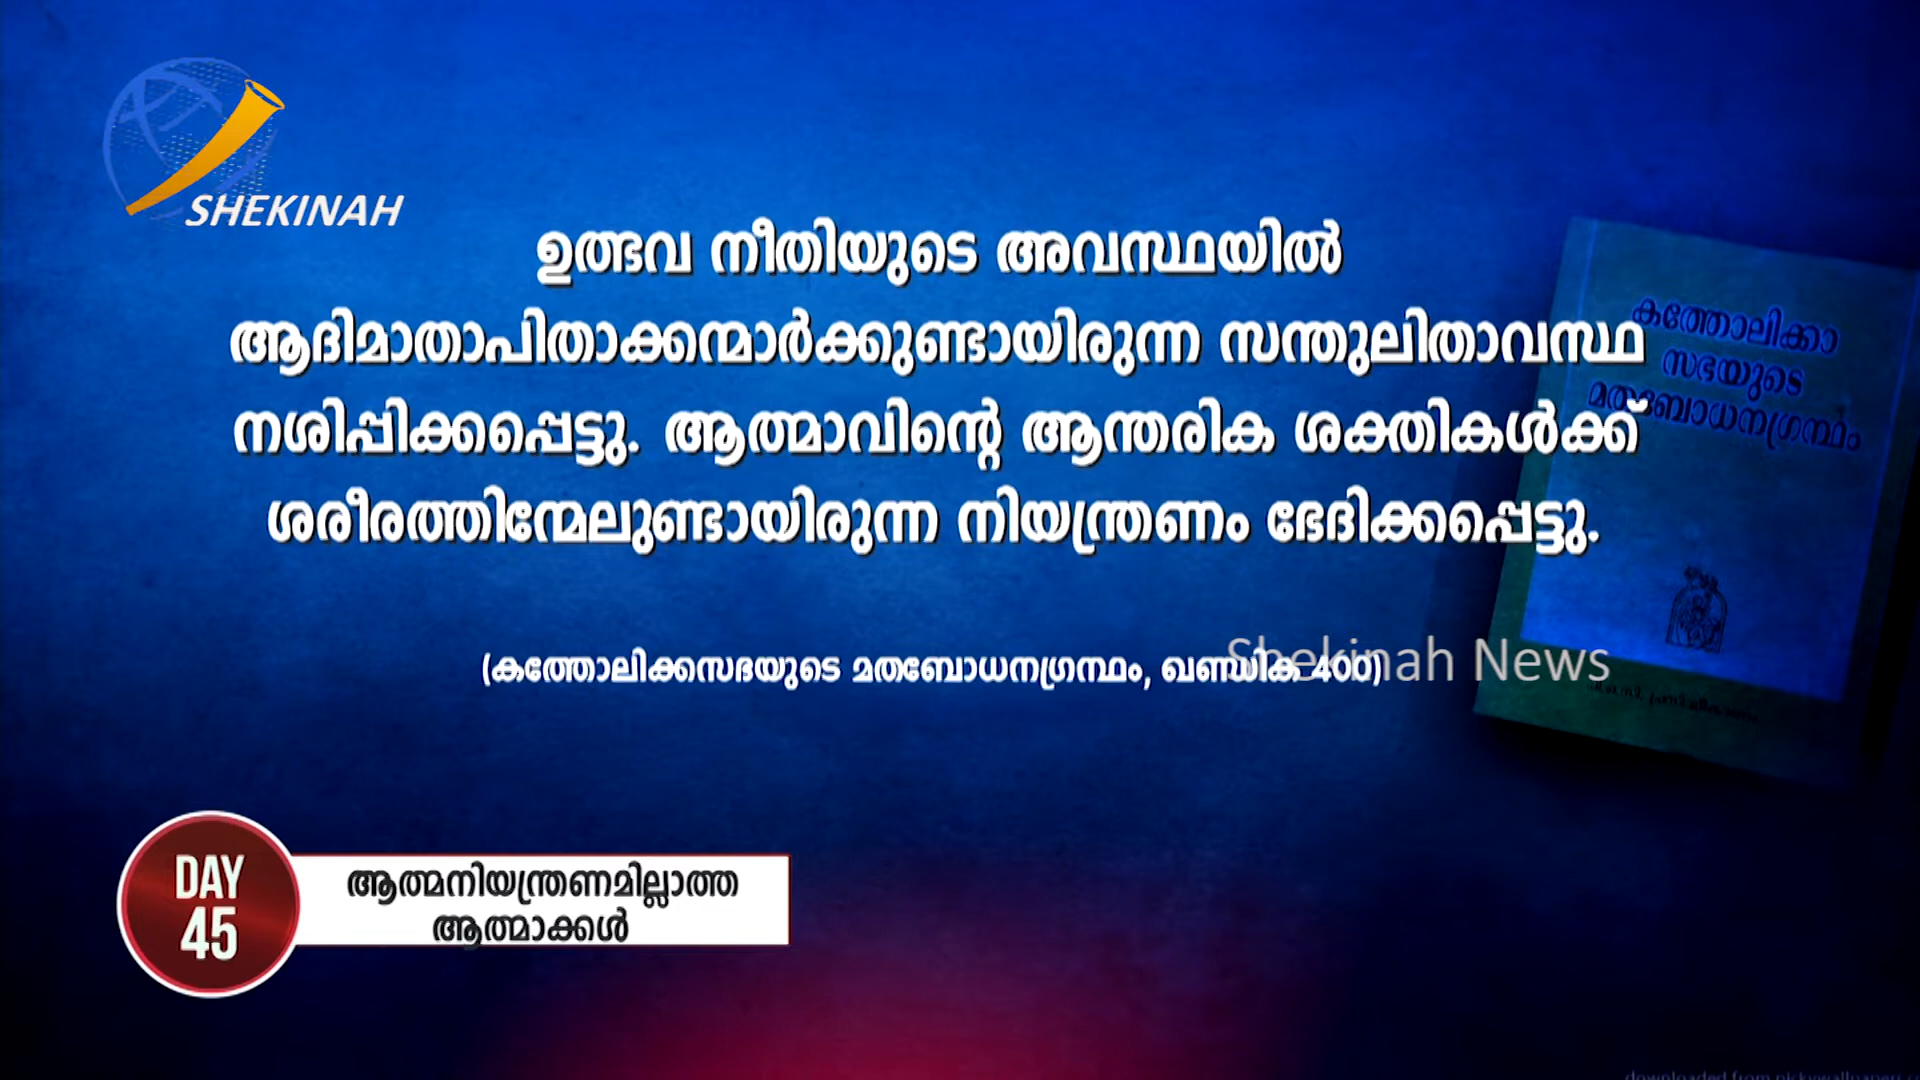 SHEKINAH
ഉത്ഭവ നീതിയുടെ അവസ്ഥയിൽ
ആദിമാതാപിതാക്കന്മാർക്കുണ്ടായിരുന്ന സന്തുലിതാവസ്ഥ
നശിപ്പിക്കപ്പെട്ടു. ആത്മാവിന്റെ ആന്തരിക ശക്തികൾക്ക്
ശരീരത്തിന്മേലുണ്ടായിരുന്ന നിയന്ത്രണം ഭേദിക്കപ്പെട്ടു.
(കത്തോലിക്കസഭയുടെ മതബോധനഗ്രന്ഥം, ഖണ്ഡിക 400)
Shekinah News
കത്തോലിക്കാ
സഭയുടെ
മതബോധനഗ്രന്ഥം
DAY
45
ആത്മനിയന്ത്രണമില്ലാത്ത
ആത്മാക്കൾ